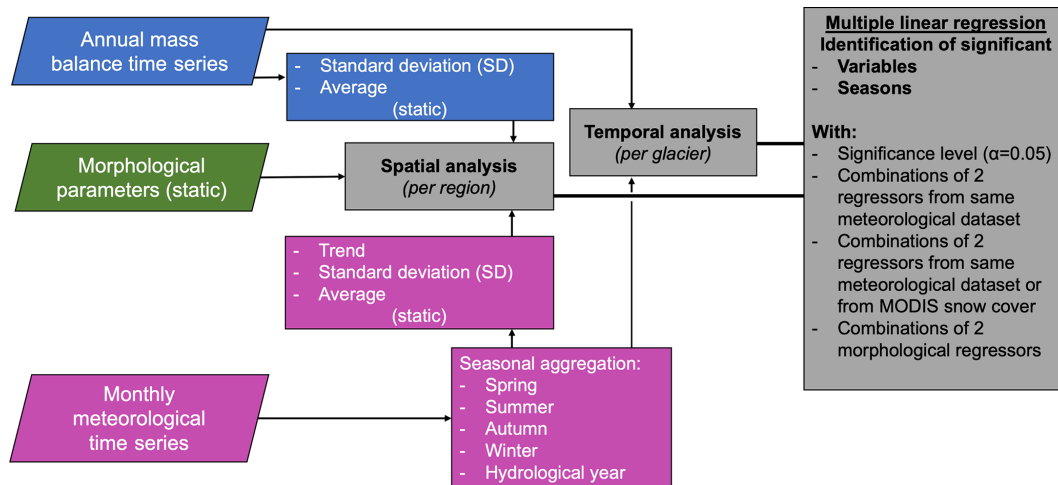 Annual mass
balance time series
- Standard deviation (SD)
- Average
(static)
Morphological
parameters (static)
Spatial analysis
(per region)
Temporal analysis
(per glacier)
- Trend
- Standard deviation (SD)
- Average
(static)
Monthly
meteorological
time series
Seasonal aggregation:
- Spring
- Summer
- Autumn
- Winter
- Hydrological year
Multiple linear regression
Identification of significant
- Variables
- Seasons
With:
- Significance level (α=0.05)
- Combinations of 2
regressors from same
meteorological dataset
- Combinations of 2
regressors from same
meteorological dataset or
from MODIS snow cover
- Combinations of 2
morphological regressors